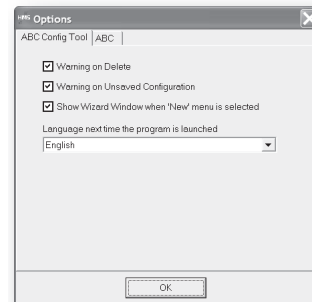 HMS Options
ABC Config Tool ABC
Warning on Delete
Warning on Unsaved Configuration
Show Wizard Window when 'New' menu is selected
Language next time the program is launched
English
OK